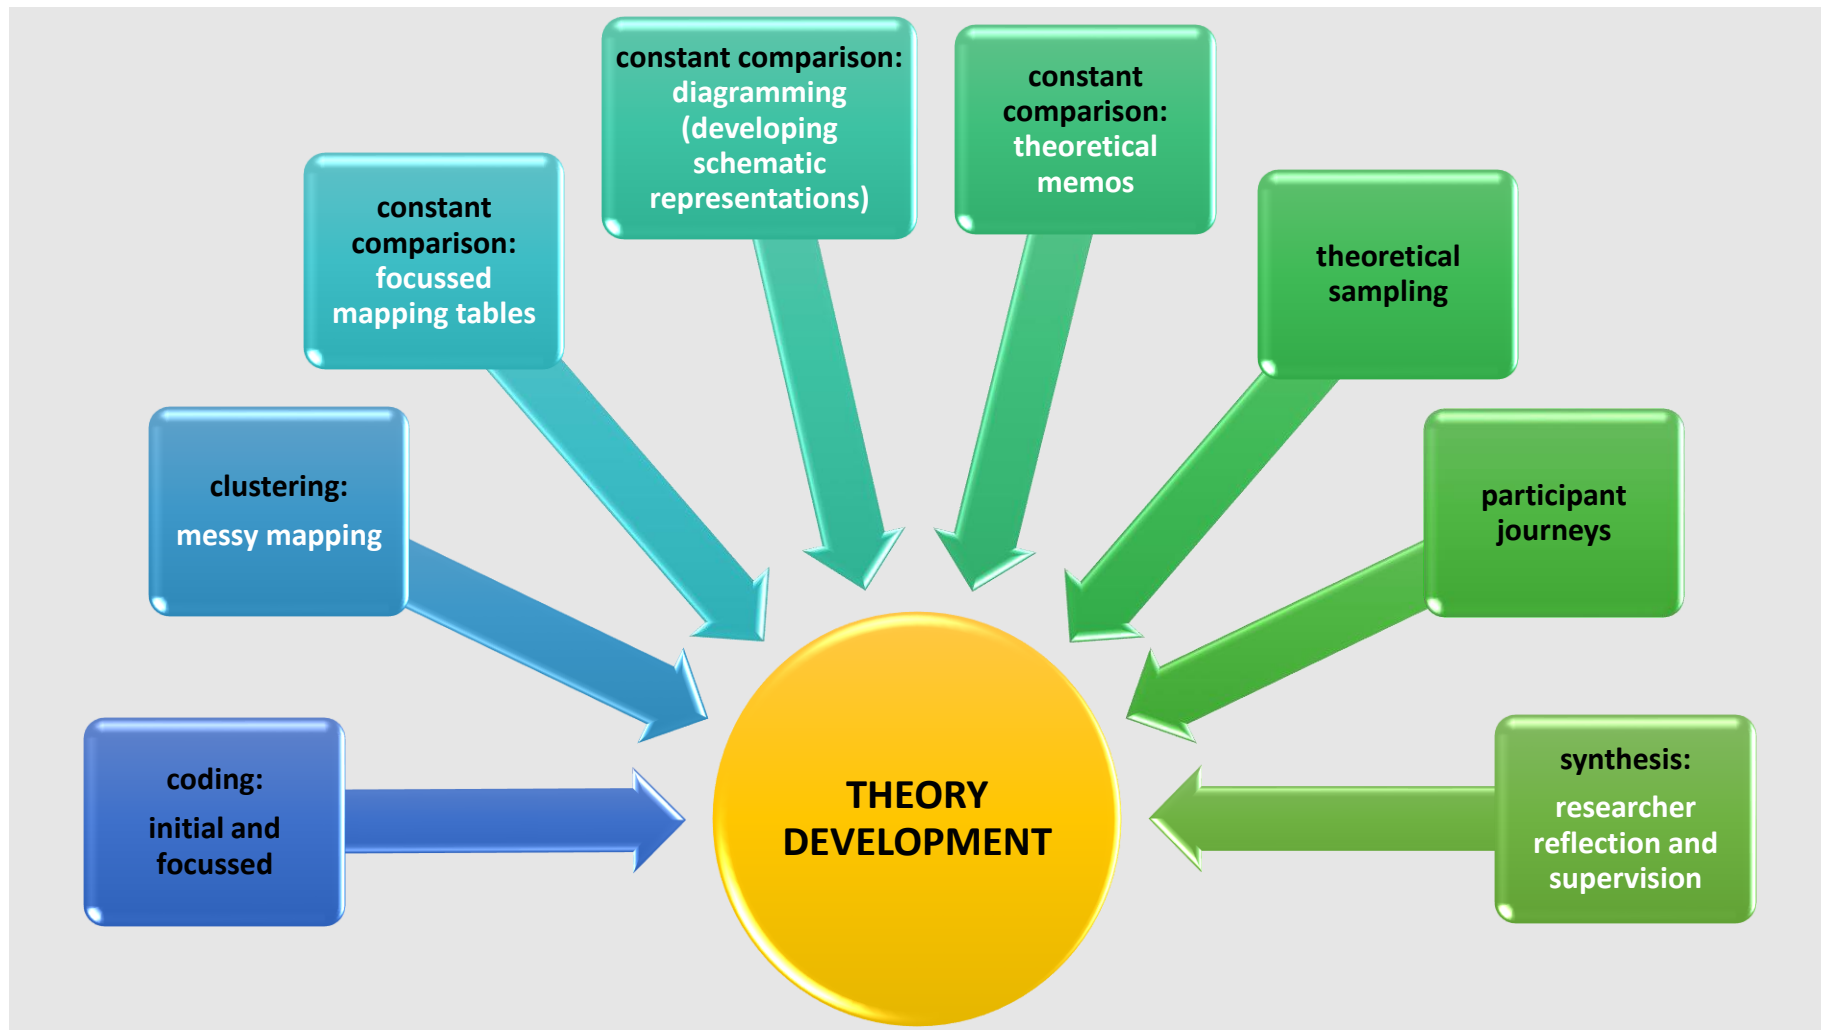 constant comparison:
diagramming
(developing
schematic
representations)
constant
comparison:
theoretical
memos
constant
comparison:
focussed
mapping tables
theoretical
sampling
clustering:
messy mapping
participant
journeys
coding:
initial and
focussed
THEORY
DEVELOPMENT
synthesis:
researcher
reflection and
supervision